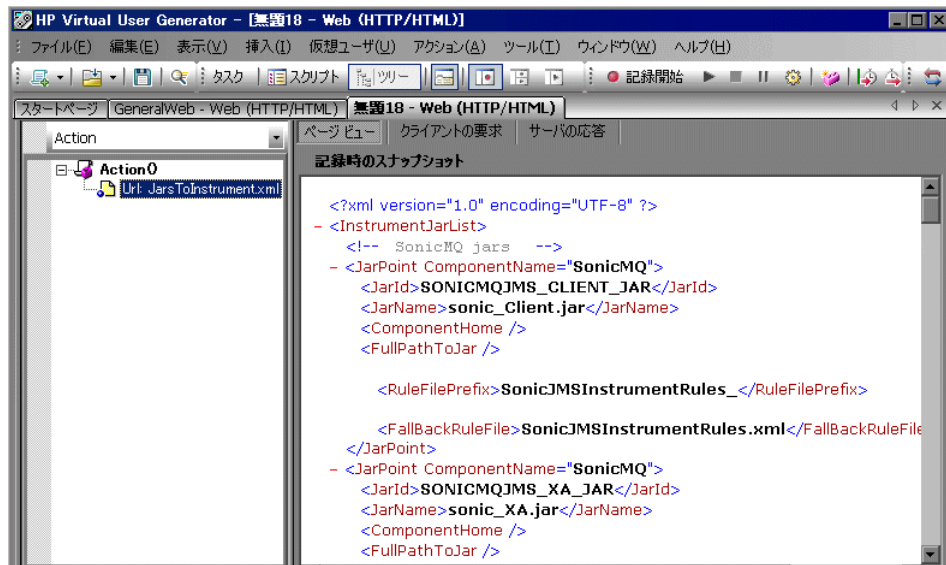 HP Virtual User Generator - [無題18 - Web (HTTP/HTML)]
ファイル(F) 編集(E) 表示(V) 挿入(I) 仮想ユーザ(U) アクション(A) ツール(T) ウィンドウ(W) ヘルプ(H)
タスク スクリプト ツリー 記録開始
スタートページ GeneralWeb - Web (HTTP/HTML) 無題18 - Web (HTTP/HTML)
Action
ページ ビュー クライアントの要求 サーバの応答
記録時のスナップショット
Action()
Url: JarsToInstrument.xml
<?xml version="1.0" encoding="UTF-8" ?>
- <InstrumentJarList>
<!-- SonicMQ jars -->
- <JarPoint ComponentName="SonicMQ">
<JarId>SONICMQJMS_CLIENT_JAR</JarId>
<JarName>sonic_Client.jar</JarName>
<ComponentHome />
<FullPathToJar />
<RuleFilePrefix>SonicJMSInstrumentRules_</RuleFilePrefix>
<FallBackRuleFile>SonicJMSInstrumentRules.xml</FallBackRuleFile
</JarPoint>
- <JarPoint ComponentName="SonicMQ">
<JarId>SONICMQJMS_XA_JAR</JarId>
<JarName>sonic_XA.jar</JarName>
<ComponentHome />
<FullPathToJar />